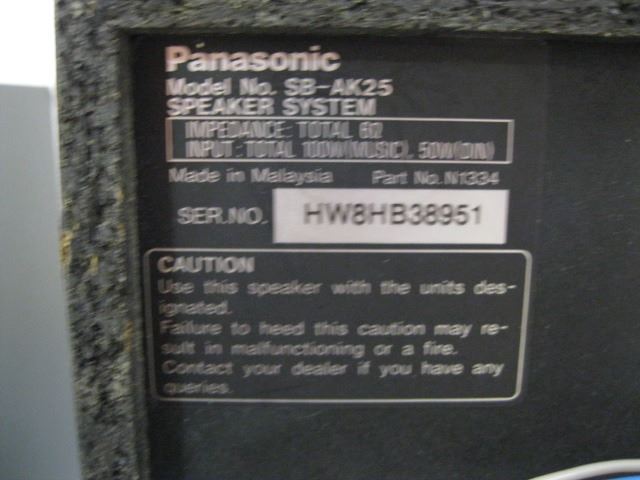 Panasonic
Model No. SB-AK25
SPEAKER SYSTEM
IMPEDANCE: TOTAL 6Ω
INPUT: TOTAL 100W(MUSIC), 50W(DIN)
Made in Malaysia Part No.N1334
SER.NO. HW8HB38951
CAUTION
Use this speaker with the units des-
ignated.
Failure to heed this caution may re-
sult in malfunctioning or a fire.
Contact your dealer if you have any
queries.